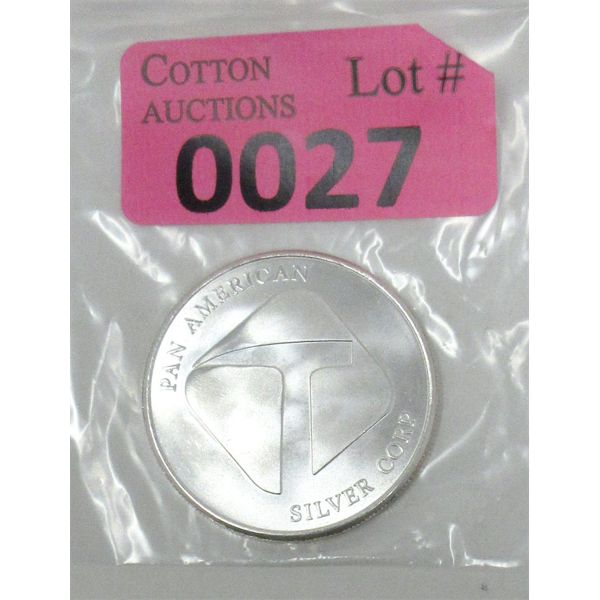 COTTON
AUCTIONS
Lot #
0027
PAN AMERICAN
SILVER CORP